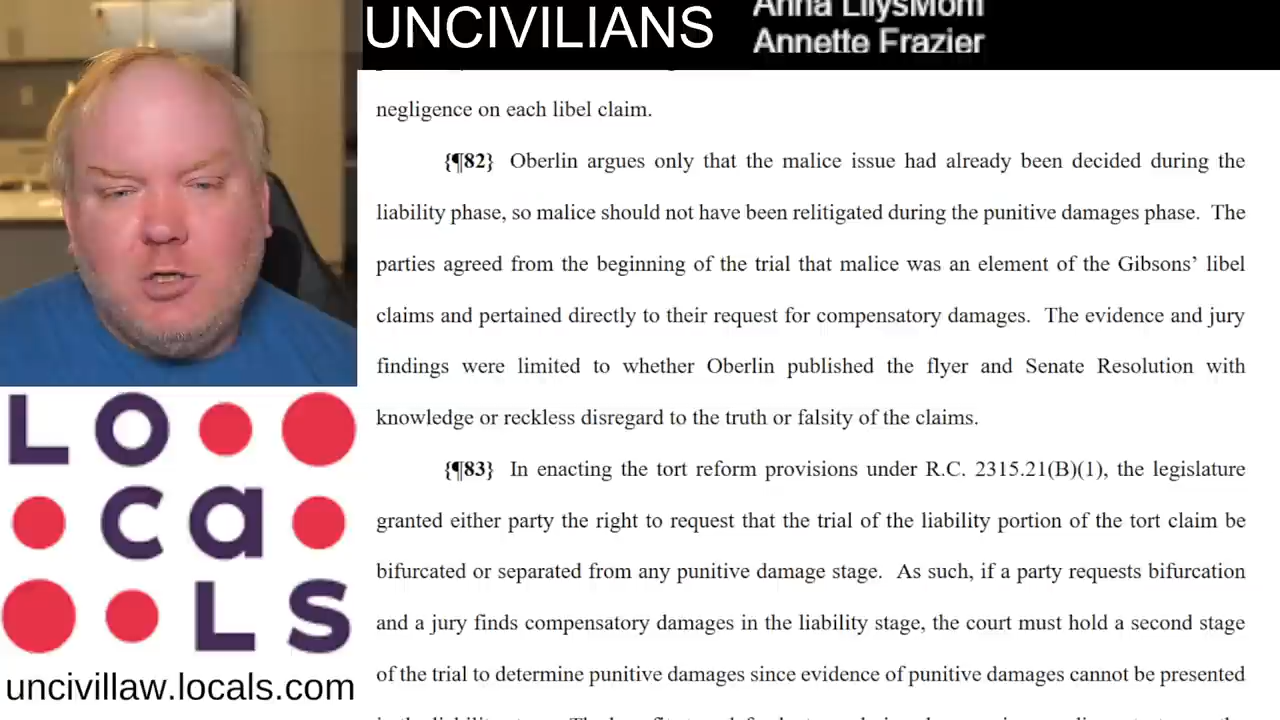 UNCIVILIANS
Anna LilysMom
Annette Frazier
negligence on each libel claim.
{¶82} Oberlin argues only that the malice issue had already been decided during the
liability phase, so malice should not have been relitigated during the punitive damages phase. The
parties agreed from the beginning of the trial that malice was an element of the Gibsons’ libel
claims and pertained directly to their request for compensatory damages. The evidence and jury
findings were limited to whether Oberlin published the flyer and Senate Resolution with
knowledge or reckless disregard to the truth or falsity of the claims.
{¶83} In enacting the tort reform provisions under R.C. 2315.21(B)(1), the legislature
granted either party the right to request that the trial of the liability portion of the tort claim be
bifurcated or separated from any punitive damage stage. As such, if a party requests bifurcation
and a jury finds compensatory damages in the liability stage, the court must hold a second stage
of the trial to determine punitive damages since evidence of punitive damages cannot be presented
LO
ca
LS
uncivillaw.locals.com